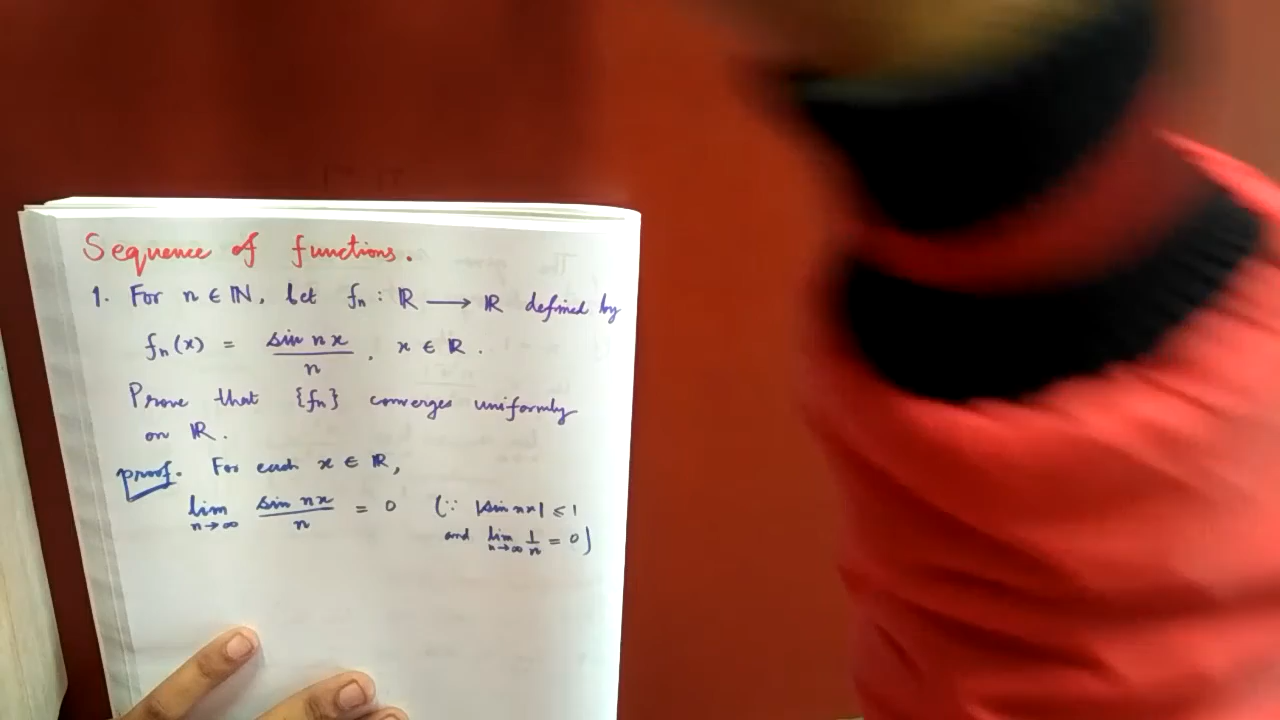 Sequence of functions.
1. For n ∈ ℕ, let fₙ : ℝ ⟶ ℝ defined by
fₙ(x) = sin nx / n , x ∈ ℝ .
Prove that {fₙ} converges uniformly
on ℝ.
proof. For each x ∈ ℝ,
lim n→∞ sin nx / n = 0 (∵ |sin nx| ≤ 1
and lim n→∞ 1/n = 0)